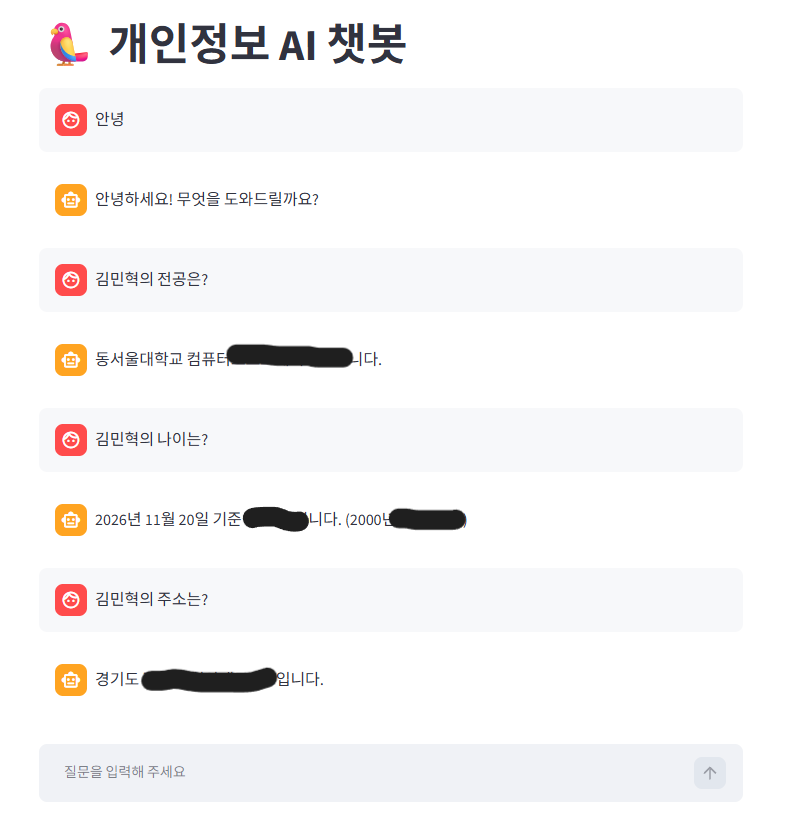 개인정보 AI 챗봇
안녕
안녕하세요! 무엇을 도와드릴까요?
김민혁의 전공은?
동서울대학교 컴퓨터 니다.
김민혁의 나이는?
2026년 11월 20일 기준 니다. (2000년 )
김민혁의 주소는?
경기도 입니다.
질문을 입력해 주세요